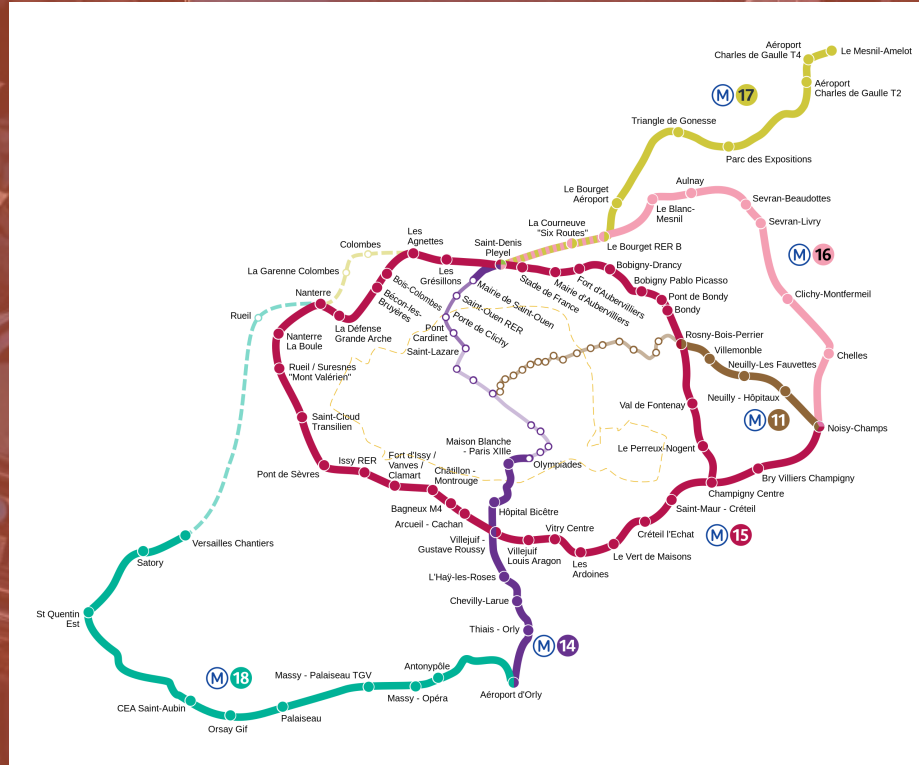 Aéroport
Charles de Gaulle T4
Le Mesnil-Amelot
Aéroport
Charles de Gaulle T2
M 17
Triangle de Gonesse
Parc des Expositions
Le Bourget
Aéroport
Aulnay
Le Blanc-
Mesnil
Sevran-Beaudottes
Sevran-Livry
La Courneuve
"Six Routes"
Le Bourget RER B
M 16
Les
Agnettes
Colombes
Saint-Denis
Pleyel
La Garenne Colombes
Les
Grésillons
Bobigny-Drancy
Bobigny Pablo Picasso
Fort d'Aubervilliers
Mairie d'Aubervilliers
Stade de France
Pont de Bondy
Bondy
Clichy-Montfermeil
Nanterre
Bois-Colombes
Bécon-les-
Bruyères
Mairie de Saint-Ouen
Saint-Ouen RER
Porte de Clichy
Rueil
La Défense
Grande Arche
Pont
Cardinet
Saint-Lazare
Rosny-Bois-Perrier
Villemonble
Neuilly-Les Fauvettes
Chelles
Nanterre
La Boule
Rueil / Suresnes
"Mont Valérien"
Neuilly - Hôpitaux
Val de Fontenay
M 11
Noisy-Champs
Saint-Cloud
Transilien
Maison Blanche
- Paris XIIIe
Le Perreux-Nogent
Issy RER
Fort d'Issy /
Vanves /
Clamart
Châtillon -
Montrouge
Olympiades
Pont de Sèvres
Bry Villiers Champigny
Champigny Centre
Bagneux M4
Arcueil - Cachan
Hôpital Bicêtre
Saint-Maur - Créteil
Villejuif -
Gustave Roussy
Villejuif
Louis Aragon
Vitry Centre
Créteil l'Echat
M 15
Les
Ardoines
Le Vert de Maisons
Versailles Chantiers
Satory
L'Haÿ-les-Roses
Chevilly-Larue
St Quentin
Est
Thiais - Orly
M 14
M 18
Massy - Palaiseau TGV
Antonypôle
Massy - Opéra
Aéroport d'Orly
CEA Saint-Aubin
Palaiseau
Orsay Gif